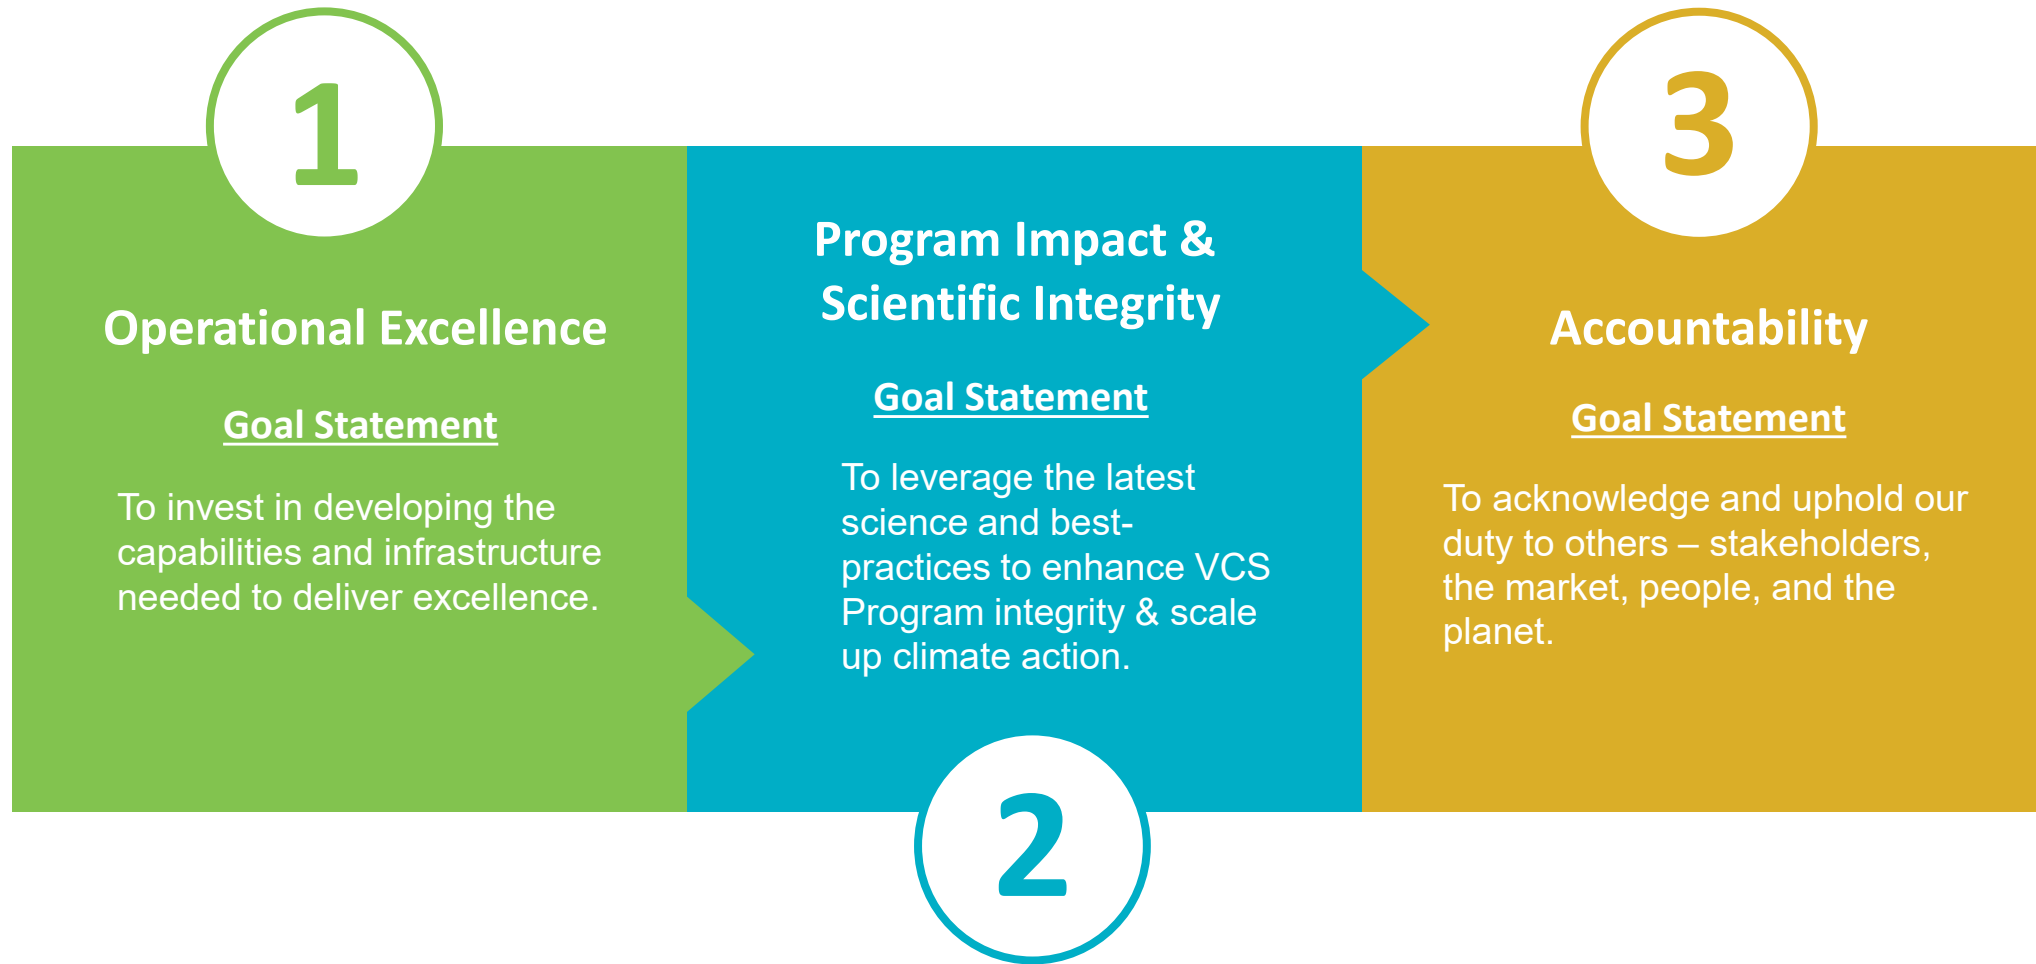 1
Operational Excellence
Goal Statement
To invest in developing the
capabilities and infrastructure
needed to deliver excellence.
Program Impact &
Scientific Integrity
Goal Statement
To leverage the latest
science and best-
practices to enhance VCS
Program integrity & scale
up climate action.
2
3
Accountability
Goal Statement
To acknowledge and uphold our
duty to others – stakeholders,
the market, people, and the
planet.